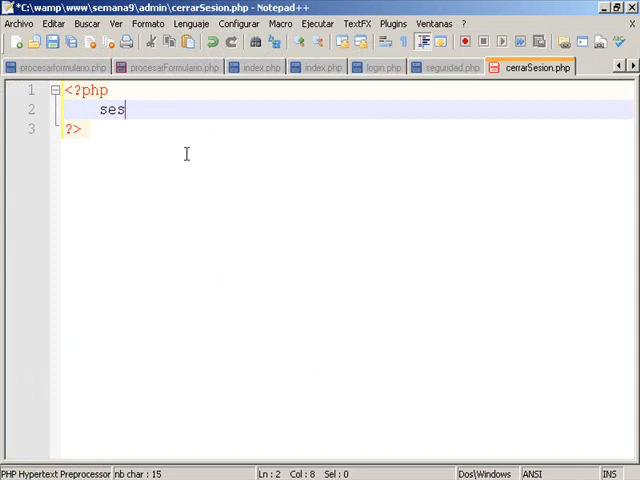 *C:\wamp\www\semana9\admin\cerrarSesion.php - Notepad++
Archivo Editar Buscar Ver Formato Lenguaje Configurar Macro Ejecutar TextFX Plugins Ventanas ? X
procesarformulario.php procesarFormulario.php index.php index.php login.php seguridad.php cerrarSesion.php
1 <?php
2 ses
3 ?>
PHP Hypertext Preprocessor nb char : 15 Ln : 2 Col : 8 Sel : 0 Dos\Windows ANSI INS